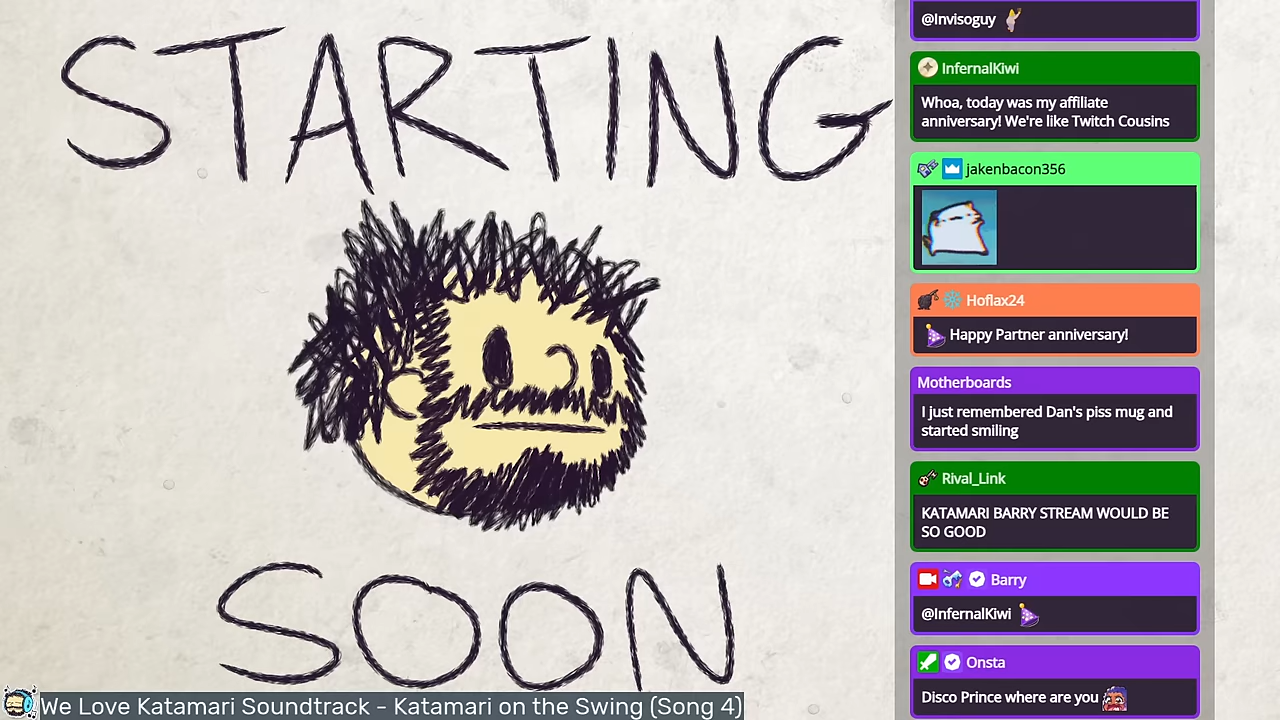 STARTING
SOON
We Love Katamari Soundtrack - Katamari on the Swing (Song 4)
@Invisoguy
InfernalKiwi
Whoa, today was my affiliate
anniversary! We're like Twitch Cousins
jakenbacon356
Hoflax24
Happy Partner anniversary!
Motherboards
I just remembered Dan's piss mug and
started smiling
Rival_Link
KATAMARI BARRY STREAM WOULD BE
SO GOOD
Barry
@InfernalKiwi
Onsta
Disco Prince where are you